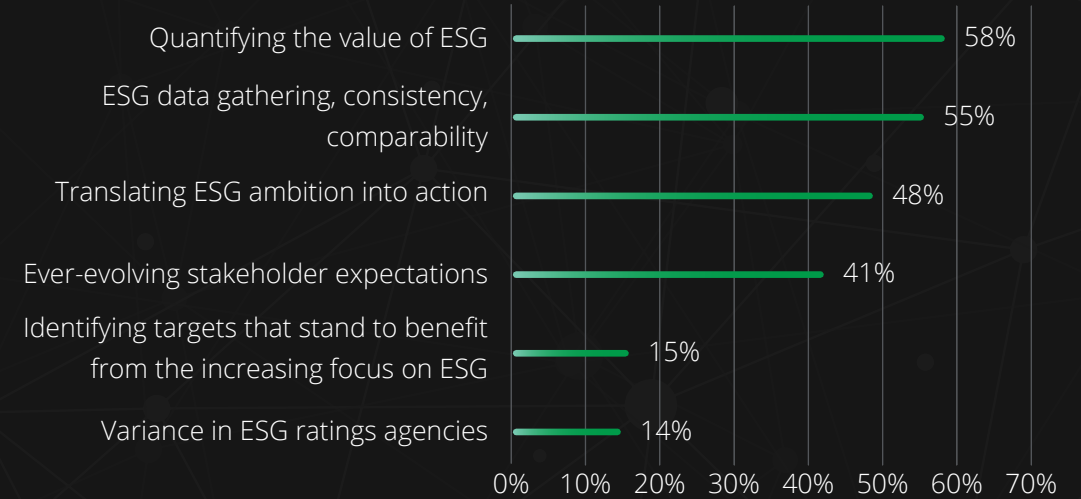 Quantifying the value of ESG
58%
ESG data gathering, consistency,
comparability
55%
Translating ESG ambition into action
48%
Ever-evolving stakeholder expectations
41%
Identifying targets that stand to benefit
from the increasing focus on ESG
15%
Variance in ESG ratings agencies
14%
0% 10% 20% 30% 40% 50% 60% 70%